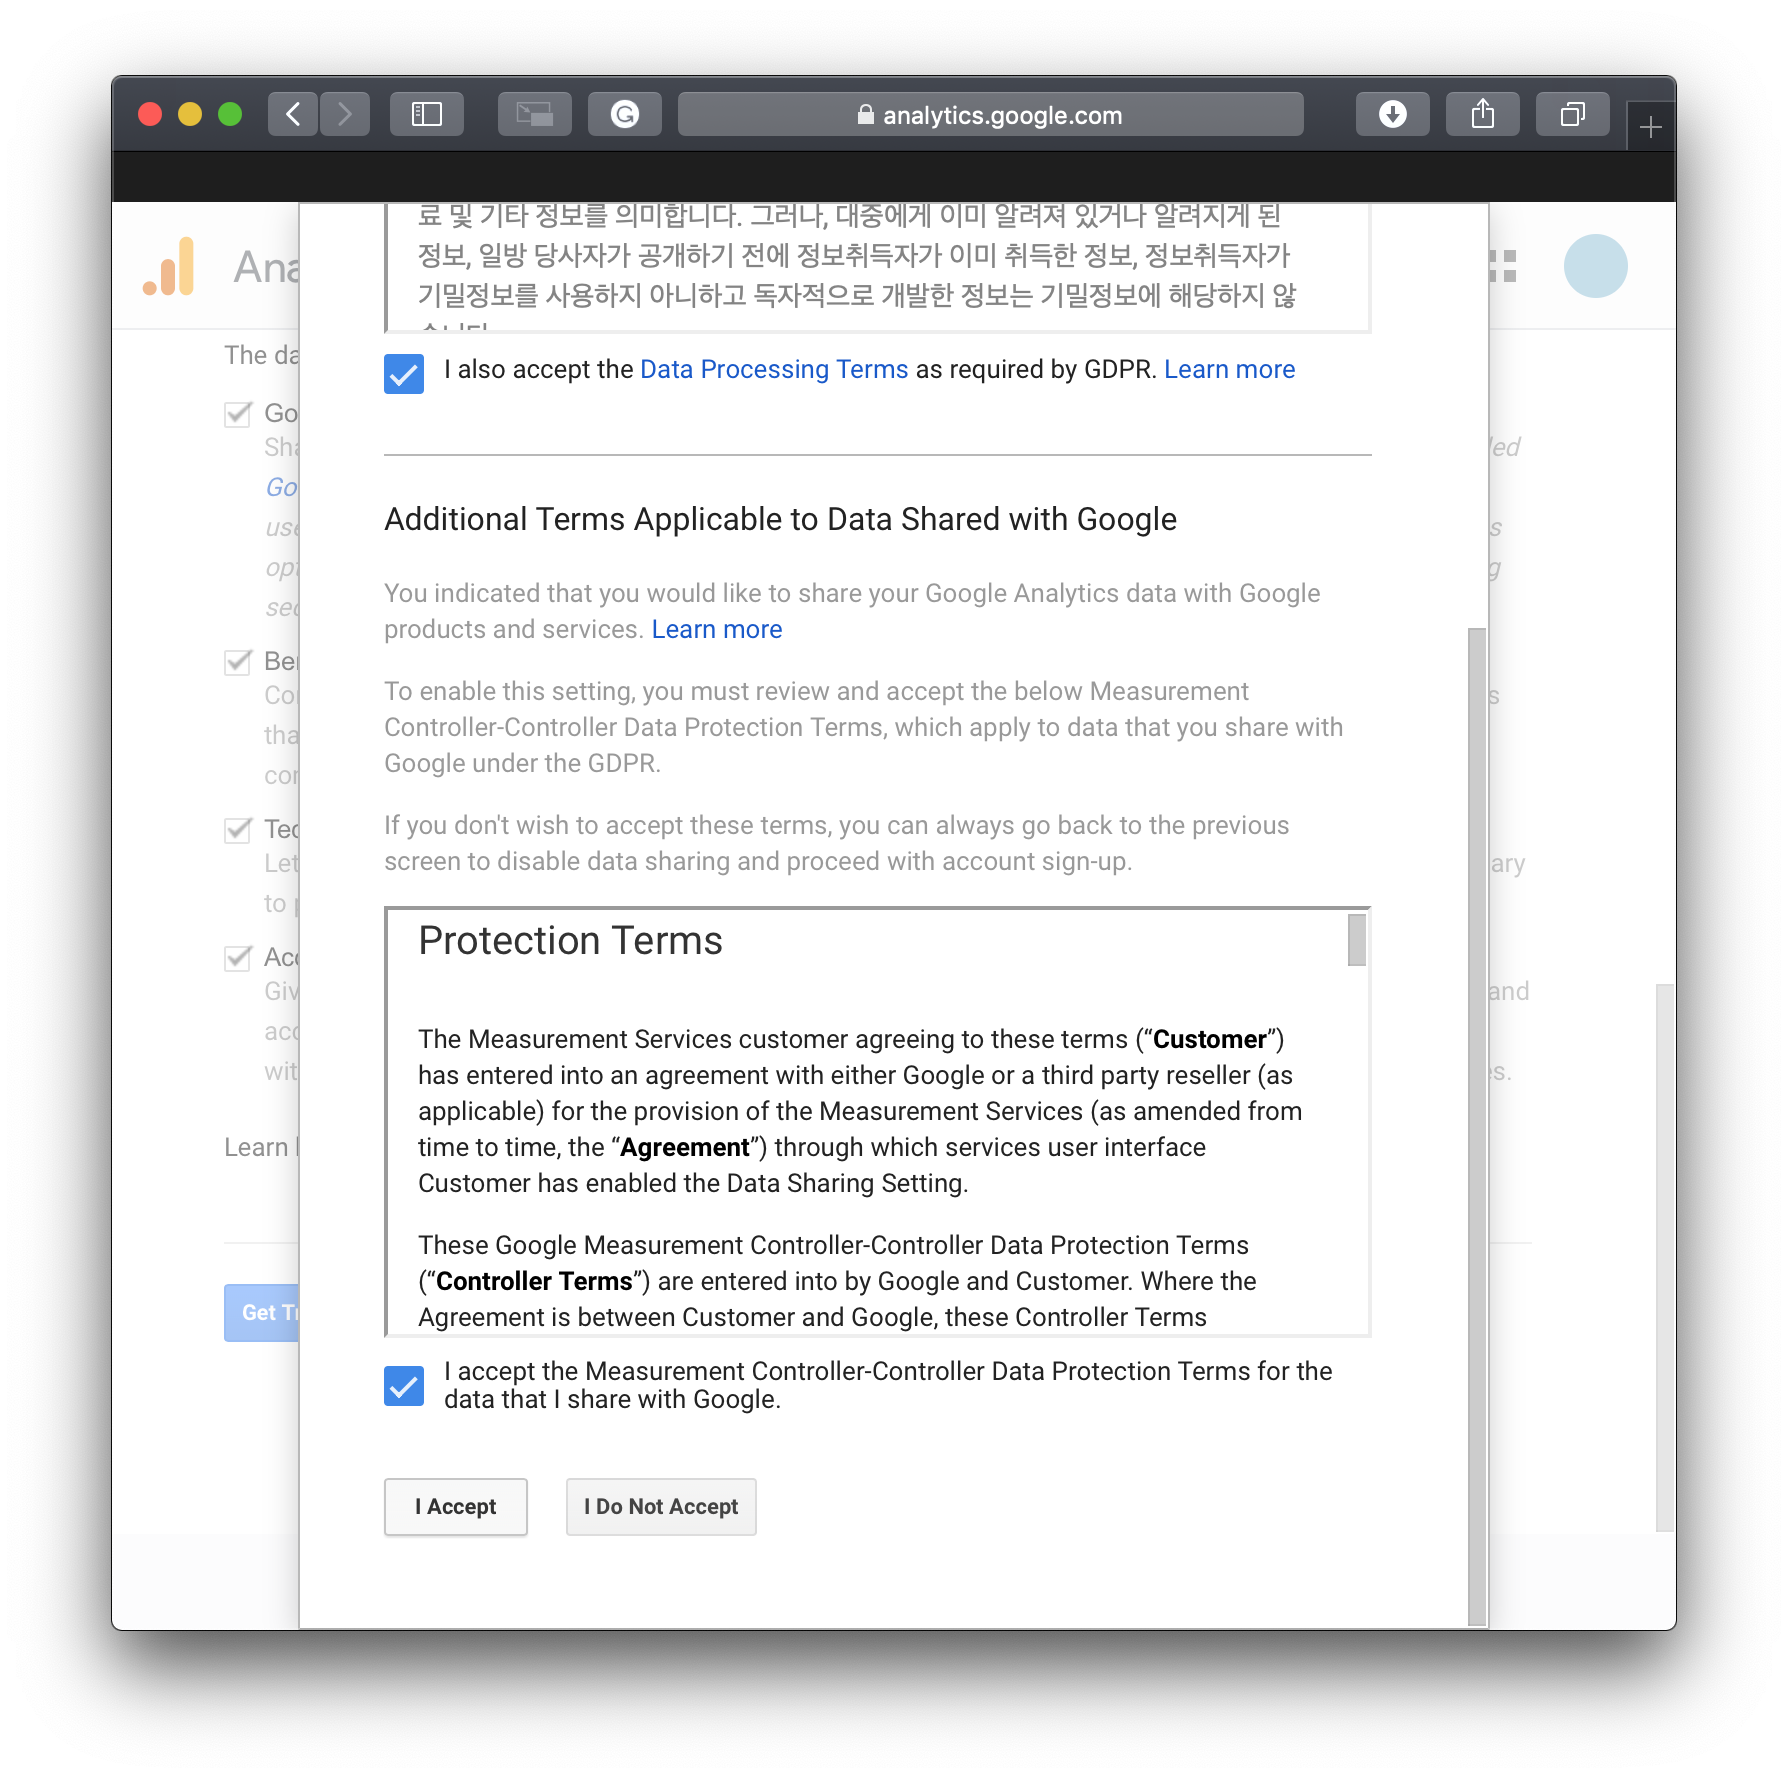 analytics.google.com
Ana
료 및 기타 정보를 의미합니다. 그러나, 대중에게 이미 알려져 있거나 알려지게 된
정보, 일방 당사자가 공개하기 전에 정보취득자가 이미 취득한 정보, 정보취득자가
기밀정보를 사용하지 아니하고 독자적으로 개발한 정보는 기밀정보에 해당하지 않
습니다.
The da
I also accept the Data Processing Terms as required by GDPR. Learn more
Go
Sha
led
Go
Additional Terms Applicable to Data Shared with Google
use
s
opt
g
sec
You indicated that you would like to share your Google Analytics data with Google
products and services. Learn more
Ben
Con
s
tha
con
To enable this setting, you must review and accept the below Measurement
Controller-Controller Data Protection Terms, which apply to data that you share with
Google under the GDPR.
Tec
Let
ary
to p
If you don't wish to accept these terms, you can always go back to the previous
screen to disable data sharing and proceed with account sign-up.
Protection Terms
Acc
Giv
and
acc
wit
es.
The Measurement Services customer agreeing to these terms (“Customer”)
has entered into an agreement with either Google or a third party reseller (as
applicable) for the provision of the Measurement Services (as amended from
time to time, the “Agreement”) through which services user interface
Customer has enabled the Data Sharing Setting.
Learn
These Google Measurement Controller-Controller Data Protection Terms
(“Controller Terms”) are entered into by Google and Customer. Where the
Agreement is between Customer and Google, these Controller Terms
Get Tr
I accept the Measurement Controller-Controller Data Protection Terms for the
data that I share with Google.
I Accept
I Do Not Accept